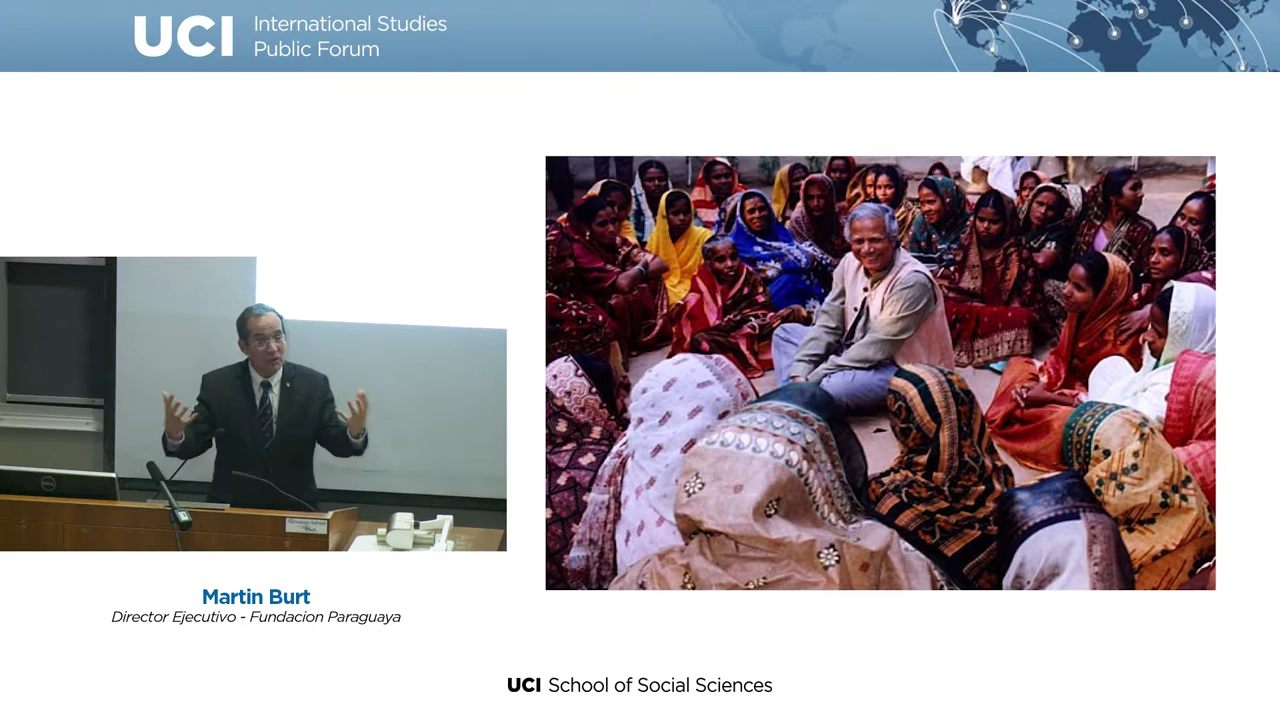 UCI
International Studies
Public Forum
Martin Burt
Director Ejecutivo - Fundacion Paraguaya
UCI School of Social Sciences